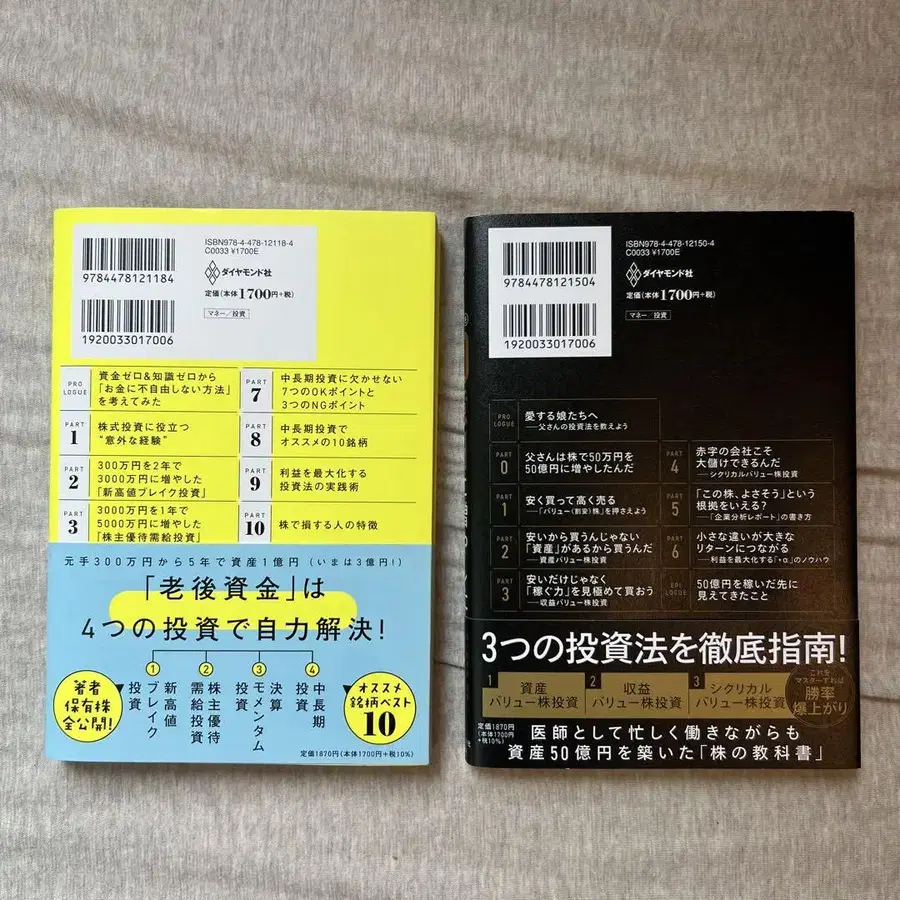 ISBN978-4-478-12118-4
C0033 ¥1700E
9784478121184
ダイヤモンド社
定価(本体1700円+税)
マネー/投資
1920033017006
PRO
LOGUE
資金ゼロ&知識ゼロから
「お金に不自由しない方法」
を考えてみた
PART
1
株式投資に役立つ
“意外な経験”
PART
2
300万円を2年で
3000万円に増やした
「新高値ブレイク投資」
PART
3
3000万円を1年で
5000万円に増やした
「株主優待需給投資」
PART
7
中長期投資に欠かせない
7つのOKポイントと
3つのNGポイント
PART
8
中長期投資で
オススメの10銘柄
PART
9
利益を最大化する
投資法の実践術
PART
10
株で損する人の特徴
元手300万円から5年で資産1億円(いまは3億円!)
「老後資金」は
4つの投資で自力解決!
1
新高値
ブレイク
投資
2
株主優待
需給投資
3
決算
モメンタム
投資
4
中長期
投資
著者
保有株
全公開!
オススメ
銘柄ベスト
10
定価1870円(本体1700円+10%)
ISBN978-4-478-12150-4
C0033 ¥1700E
9784478121504
ダイヤモンド社
定価(本体1700円+税)
マネー/投資
1920033017006
PRO
LOGUE
愛する娘たちへ
──父さんの投資法を教えよう
PART
0
父さんは株で50万円を
50億円に増やしたんだ
PART
1
安く買って高く売る
──「バリュー(割安)株」を押さえよう
PART
2
安いから買うんじゃない
「資産」があるから買うんだ
──資産バリュー株投資
PART
3
安いだけじゃなく
「稼ぐ力」を見極めて買おう
──収益バリュー株投資
PART
4
赤字の会社こそ
大儲けできるんだ
──シクリカルバリュー株投資
PART
5
「この株、よさそう」という
根拠をいえる?
──「企業分析レポート」の書き方
PART
6
小さな違いが大きな
リターンにつながる
──利益を最大化する「+α」のノウハウ
EPI
LOGUE
50億円を稼いだ先に
見えてきたこと
3つの投資法を徹底指南!
1
資産
バリュー株投資
2
収益
バリュー株投資
3
シクリカル
バリュー株投資
これを
マスターすれば
勝率
爆上がり
定価1870円
(本体1700円
+税10%)
医師として忙しく働きながらも
資産50億円を築いた「株の教科書」